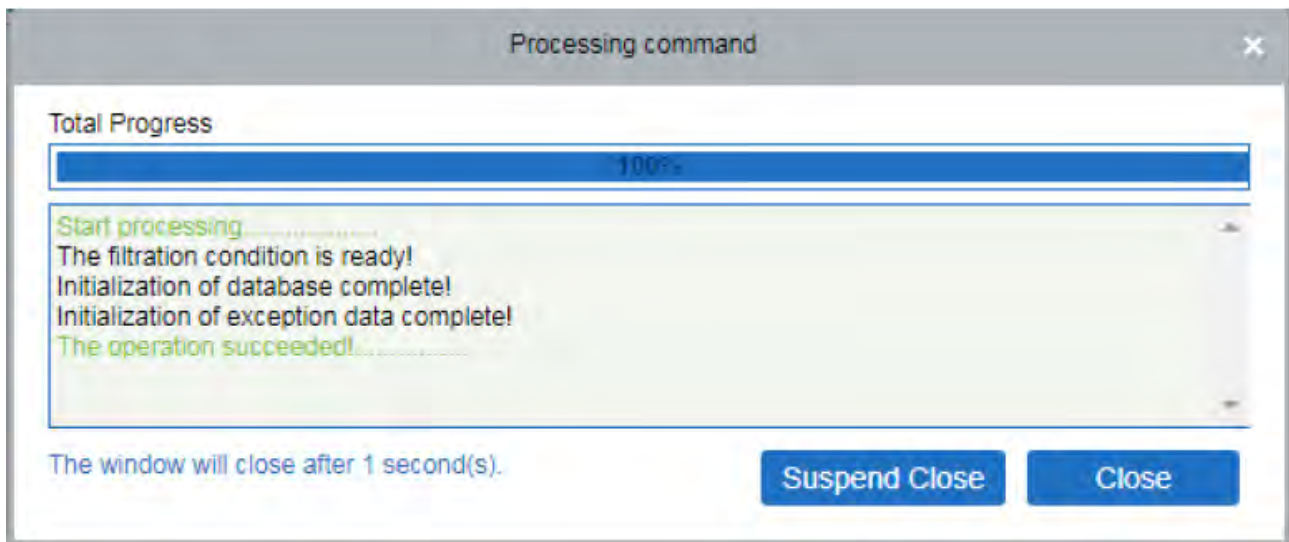 Processing command
Total Progress
100%
Start processing....................
The filtration condition is ready!
Initialization of database complete!
Initialization of exception data complete!
The operation succeeded!.................
The window will close after 1 second(s).
Suspend Close
Close